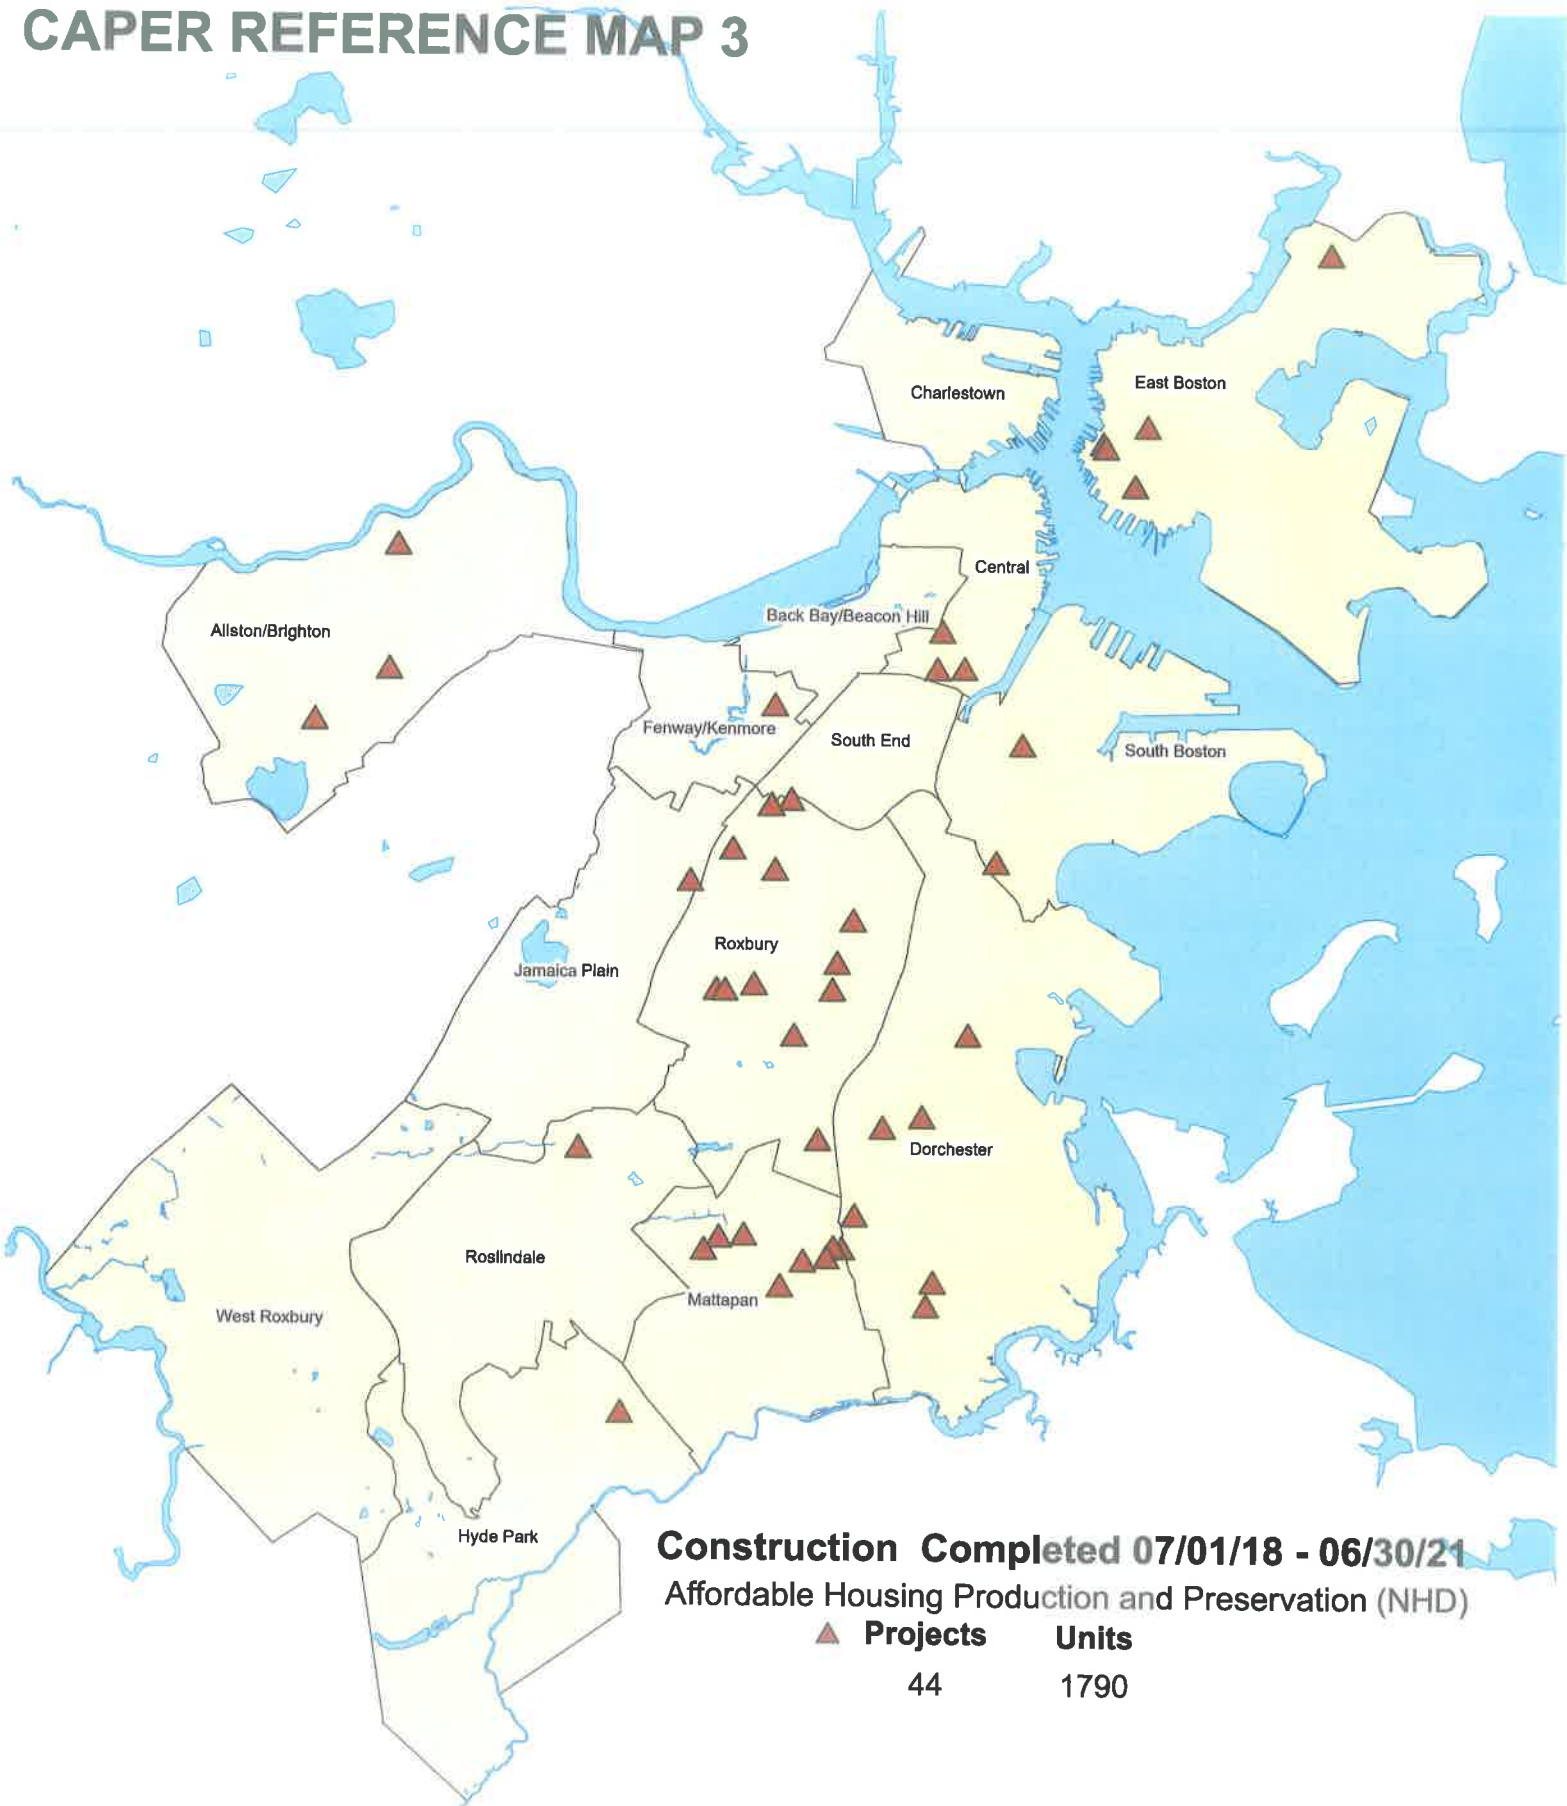 CAPER REFERENCE MAP 3
Charlestown
East Boston
Central
Allston/Brighton
Back Bay/Beacon Hill
Fenway/Kenmore
South End
South Boston
Roxbury
Jamaica Plain
Dorchester
Roslindale
Mattapan
West Roxbury
Hyde Park
Construction Completed 07/01/18 - 06/30/21
Affordable Housing Production and Preservation (NHD)
Projects Units
44 1790